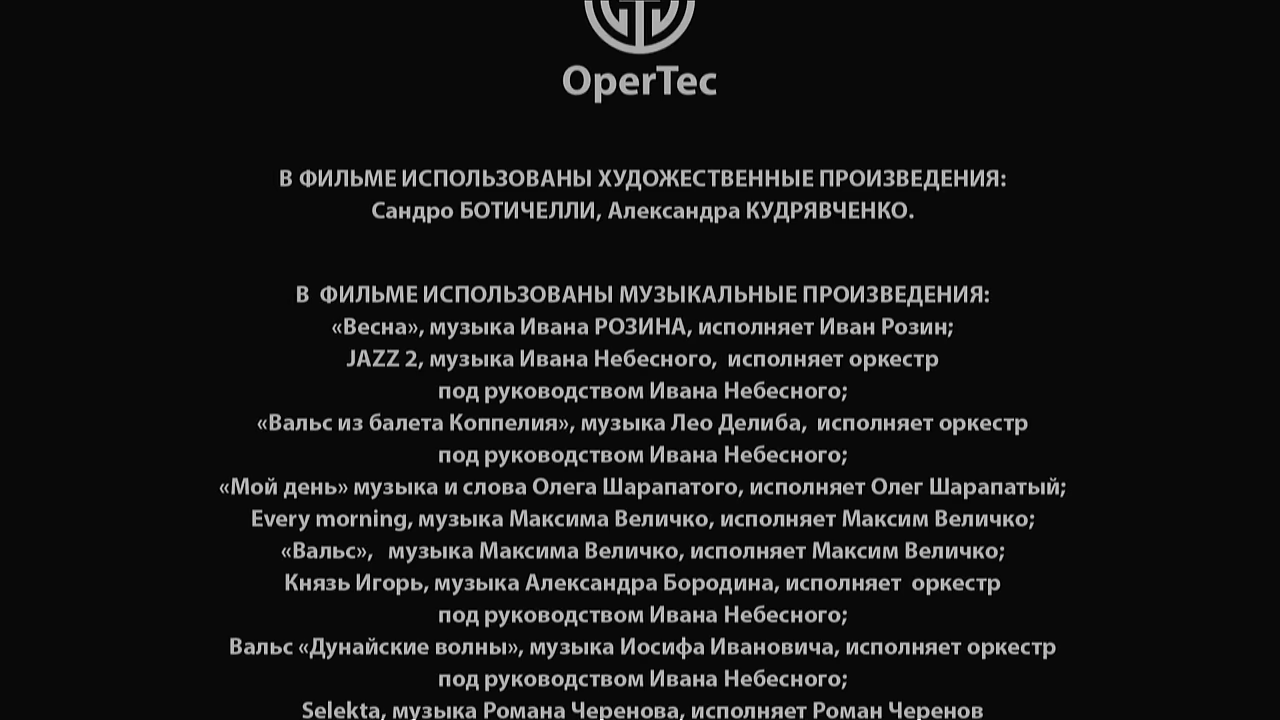 OperTec
В ФИЛЬМЕ ИСПОЛЬЗОВАНЫ ХУДОЖЕСТВЕННЫЕ ПРОИЗВЕДЕНИЯ:
Сандро БОТИЧЕЛЛИ, Александра КУДРЯВЧЕНКО.
В ФИЛЬМЕ ИСПОЛЬЗОВАНЫ МУЗЫКАЛЬНЫЕ ПРОИЗВЕДЕНИЯ:
«Весна», музыка Ивана РОЗИНА, исполняет Иван Розин;
JAZZ 2, музыка Ивана Небесного, исполняет оркестр
под руководством Ивана Небесного;
«Вальс из балета Коппелия», музыка Лео Делиба, исполняет оркестр
под руководством Ивана Небесного;
«Мой день» музыка и слова Олега Шарапатого, исполняет Олег Шарапатый;
Every morning, музыка Максима Величко, исполняет Максим Величко;
«Вальс», музыка Максима Величко, исполняет Максим Величко;
Князь Игорь, музыка Александра Бородина, исполняет оркестр
под руководством Ивана Небесного;
Вальс «Дунайские волны», музыка Иосифа Ивановича, исполняет оркестр
под руководством Ивана Небесного;
Selekta, музыка Романа Черенова, исполняет Роман Черенов